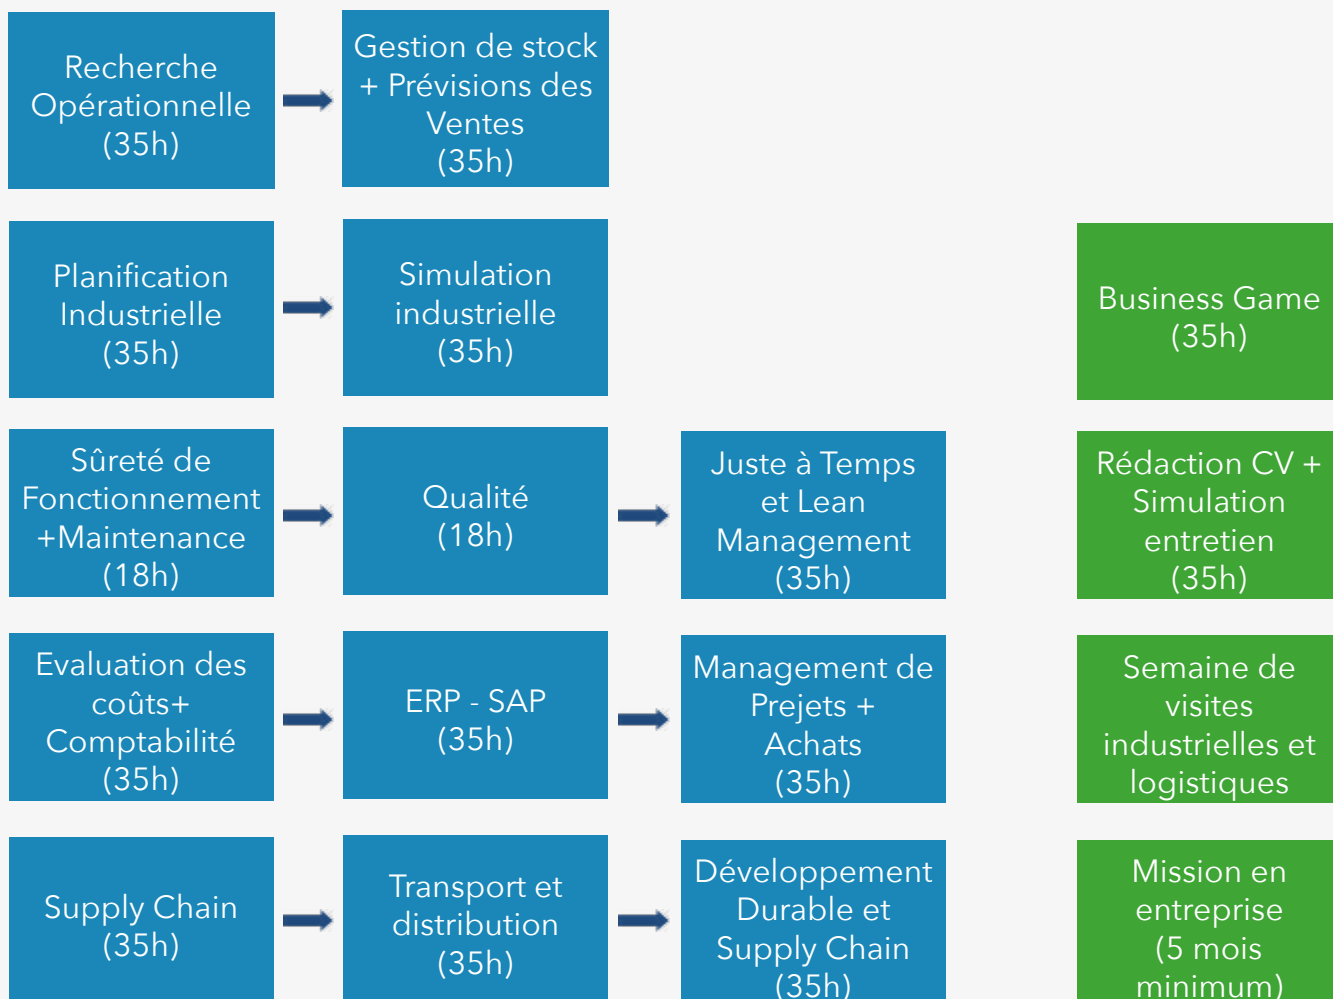 Recherche
Opérationnelle
(35h)
Gestion de stock
+ Prévisions des
Ventes
(35h)
Planification
Industrielle
(35h)
Simulation
industrielle
(35h)
Business Game
(35h)
Sûreté de
Fonctionnement
+Maintenance
(18h)
Qualité
(18h)
Juste à Temps
et Lean
Management
(35h)
Rédaction CV +
Simulation
entretien
(35h)
Evaluation des
coûts+
Comptabilité
(35h)
ERP - SAP
(35h)
Management de
Prejets +
Achats
(35h)
Semaine de
visites
industrielles et
logistiques
Supply Chain
(35h)
Transport et
distribution
(35h)
Développement
Durable et
Supply Chain
(35h)
Mission en
entreprise
(5 mois
minimum)